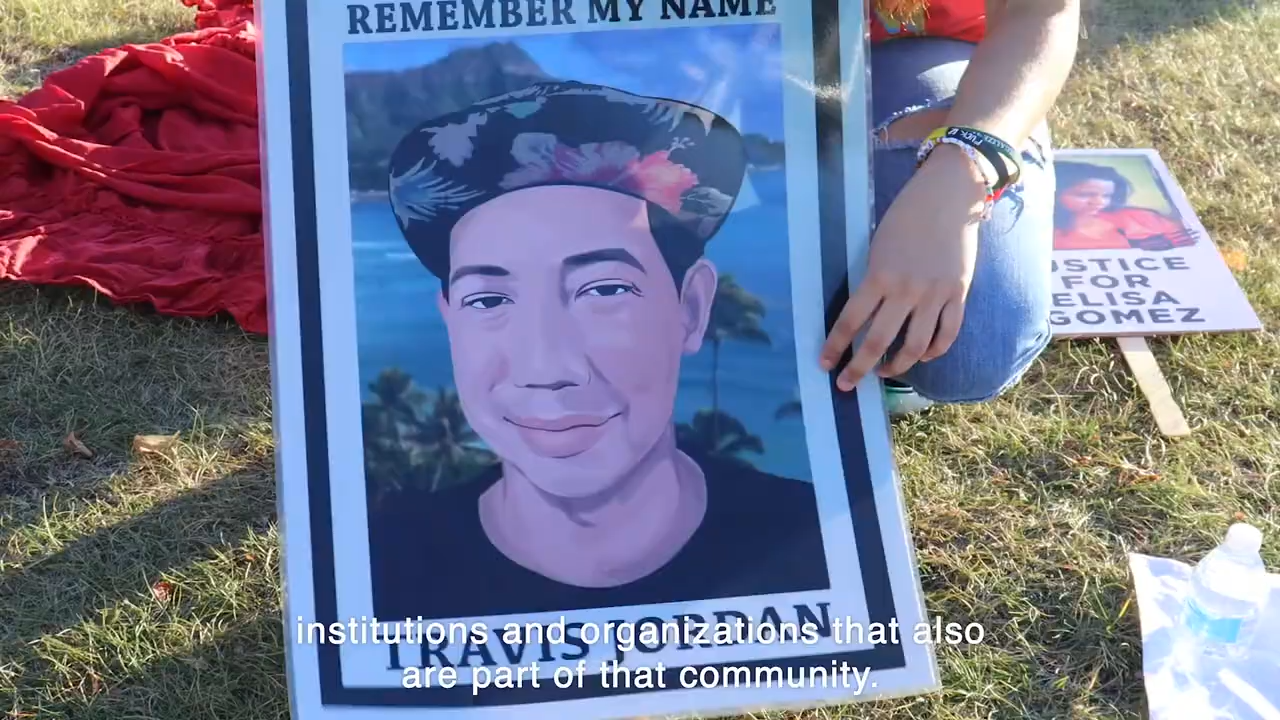 REMEMBER MY NAME
TRAVIS JORDAN
USTICE
FOR
ELISA
GOMEZ
institutions and organizations that also
are part of that community.